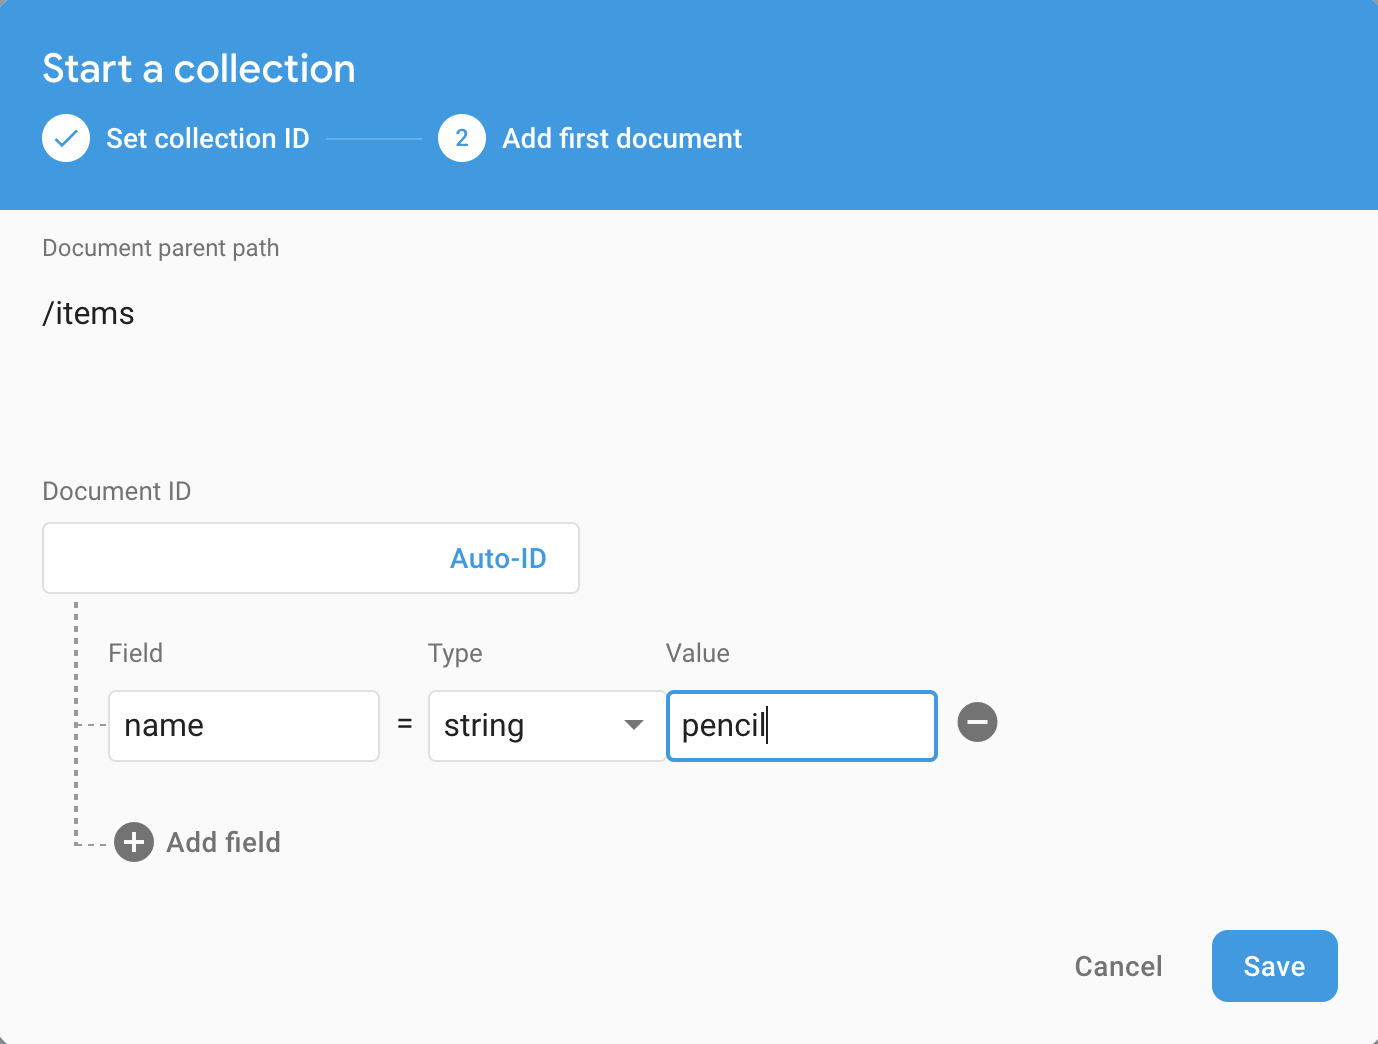 Start a collection
Set collection ID
2 Add first document
Document parent path
/items
Document ID
Auto-ID
Field Type Value
name = string pencil
Add field
Cancel Save